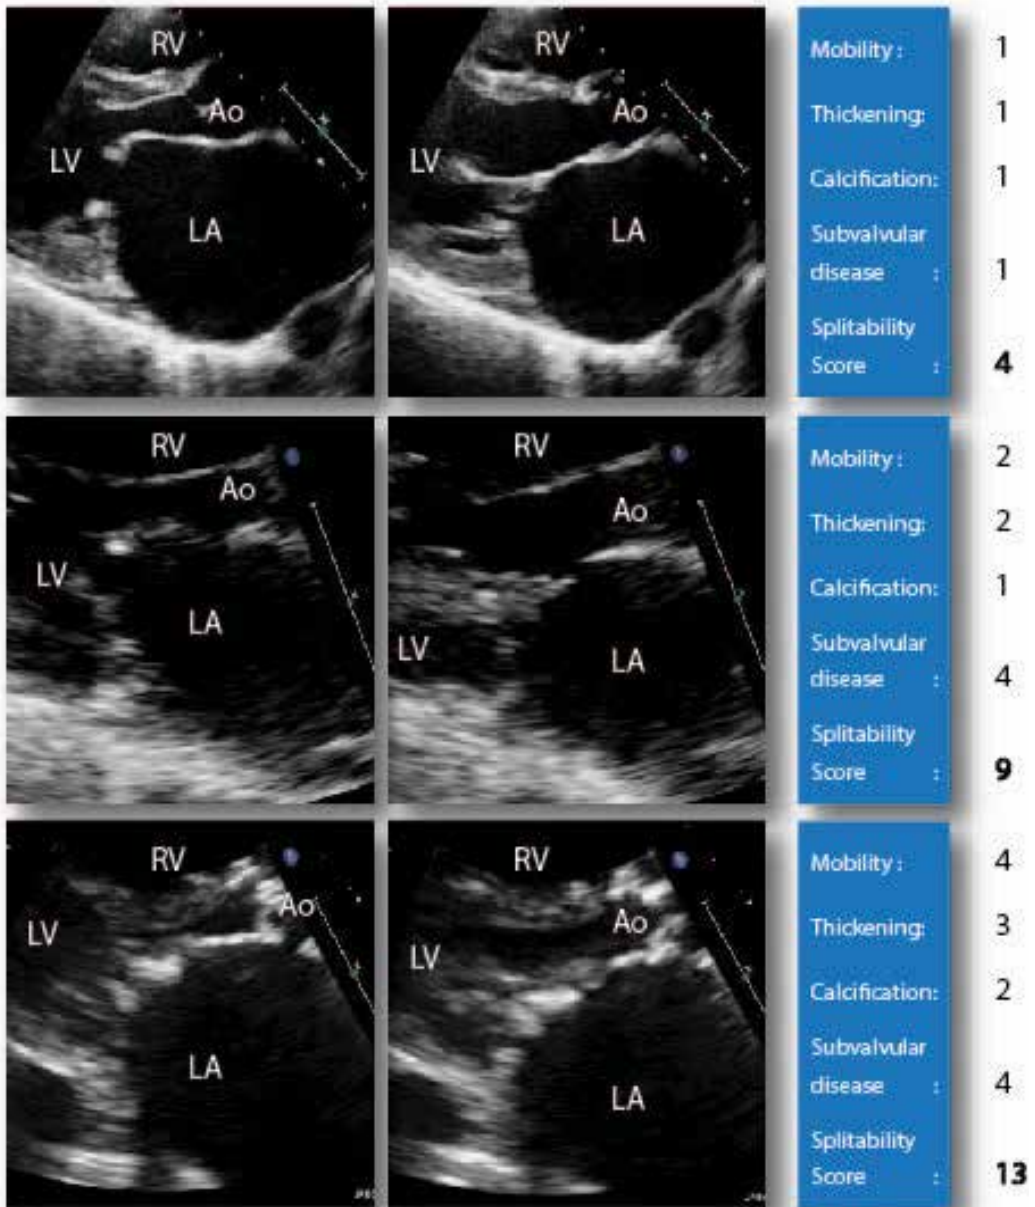 RV
Ao
LV
LA
RV
Ao
LV
LA
Mobility : 1
Thickening: 1
Calcification: 1
Subvalvular
disease : 1
Splitability
Score : 4
RV
Ao
LV
LA
RV
Ao
LV
LA
Mobility : 2
Thickening: 2
Calcification: 1
Subvalvular
disease : 4
Splitability
Score : 9
RV
Ao
LV
LA
RV
Ao
LV
LA
Mobility : 4
Thickening: 3
Calcification: 2
Subvalvular
disease : 4
Splitability
Score : 13